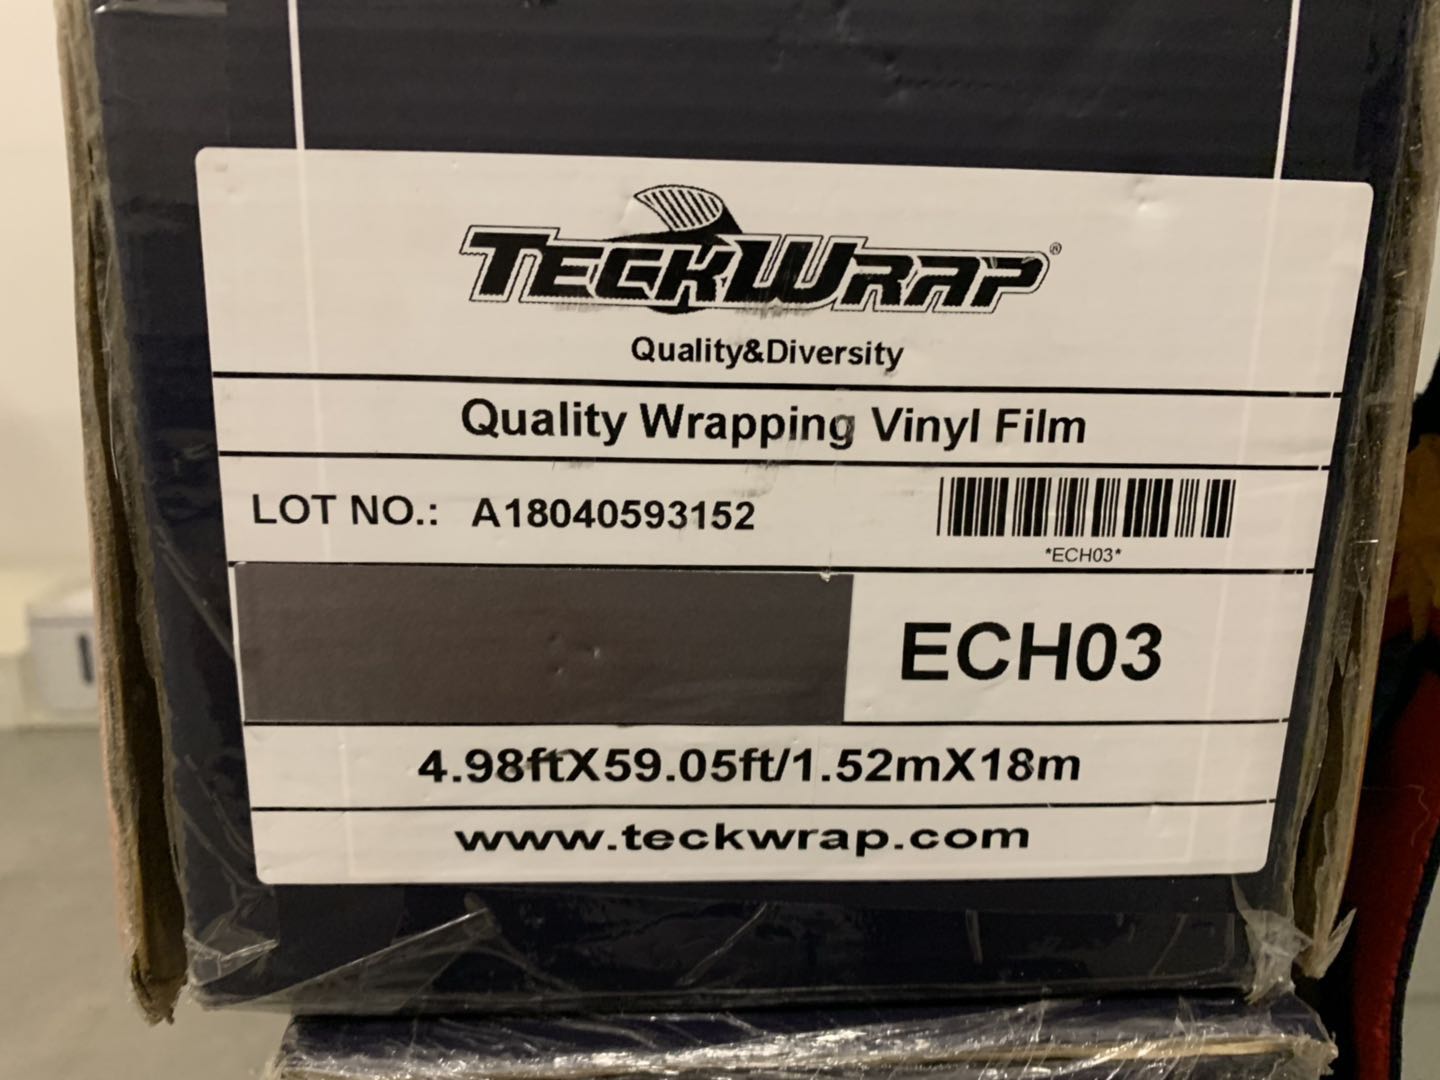 TECKWRAP®
Quality&Diversity
Quality Wrapping Vinyl Film
LOT NO.: A18040593152
*ECH03*
ECH03
4.98ftX59.05ft/1.52mX18m
www.teckwrap.com